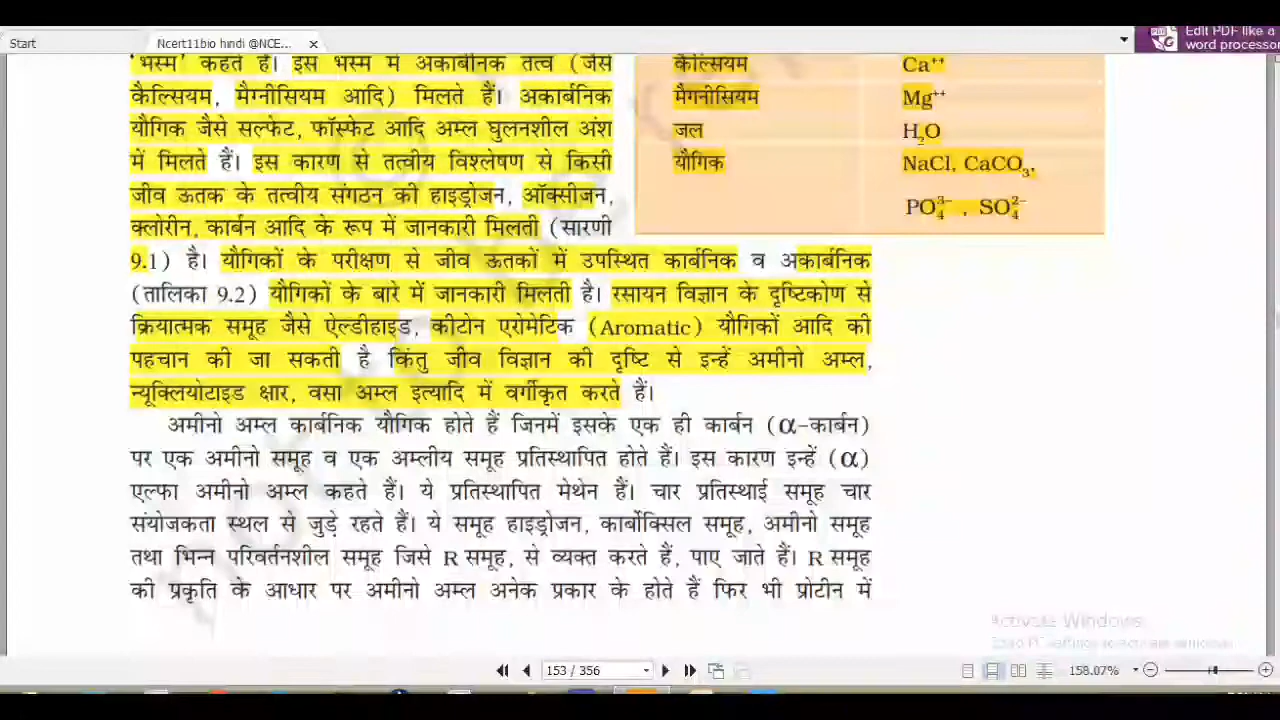 Start
Ncert11bio hindi @NCE... x
Edit PDF like a
word processor
'भस्म' कहते हैं। इस भस्म में अकार्बनिक तत्व (जैसे
कैल्सियम, मैग्नीसियम आदि) मिलते हैं। अकार्बनिक
यौगिक जैसे सल्फेट, फॉस्फेट आदि अम्ल घुलनशील अंश
में मिलते हैं। इस कारण से तत्वीय विश्लेषण से किसी
जीव ऊतक के तत्वीय संगठन की हाइड्रोजन, ऑक्सीजन,
क्लोरीन, कार्बन आदि के रूप में जानकारी मिलती (सारणी
9.1) है। यौगिकों के परीक्षण से जीव ऊतकों में उपस्थित कार्बनिक व अकार्बनिक
(तालिका 9.2) यौगिकों के बारे में जानकारी मिलती है। रसायन विज्ञान के दृष्टिकोण से
क्रियात्मक समूह जैसे ऐल्डीहाइड, कीटोन एरोमेटिक (Aromatic) यौगिकों आदि की
पहचान की जा सकती है किंतु जीव विज्ञान की दृष्टि से इन्हें अमीनो अम्ल,
न्यूक्लियोटाइड क्षार, वसा अम्ल इत्यादि में वर्गीकृत करते हैं।
अमीनो अम्ल कार्बनिक यौगिक होते हैं जिनमें इसके एक ही कार्बन (α-कार्बन)
पर एक अमीनो समूह व एक अम्लीय समूह प्रतिस्थापित होते हैं। इस कारण इन्हें (α)
एल्फा अमीनो अम्ल कहते हैं। ये प्रतिस्थापित मेथेन हैं। चार प्रतिस्थाई समूह चार
संयोजकता स्थल से जुड़े रहते हैं। ये समूह हाइड्रोजन, कार्बोक्सिल समूह, अमीनो समूह
तथा भिन्न परिवर्तनशील समूह जिसे R समूह, से व्यक्त करते हैं, पाए जाते हैं। R समूह
की प्रकृति के आधार पर अमीनो अम्ल अनेक प्रकार के होते हैं फिर भी प्रोटीन में
कैल्सियम Ca⁺⁺
मैगनीसियम Mg⁺⁺
जल H₂O
यौगिक NaCl, CaCO₃,
PO₄³⁻, SO₄²⁻
Activate Windows
153 / 356
158.07%